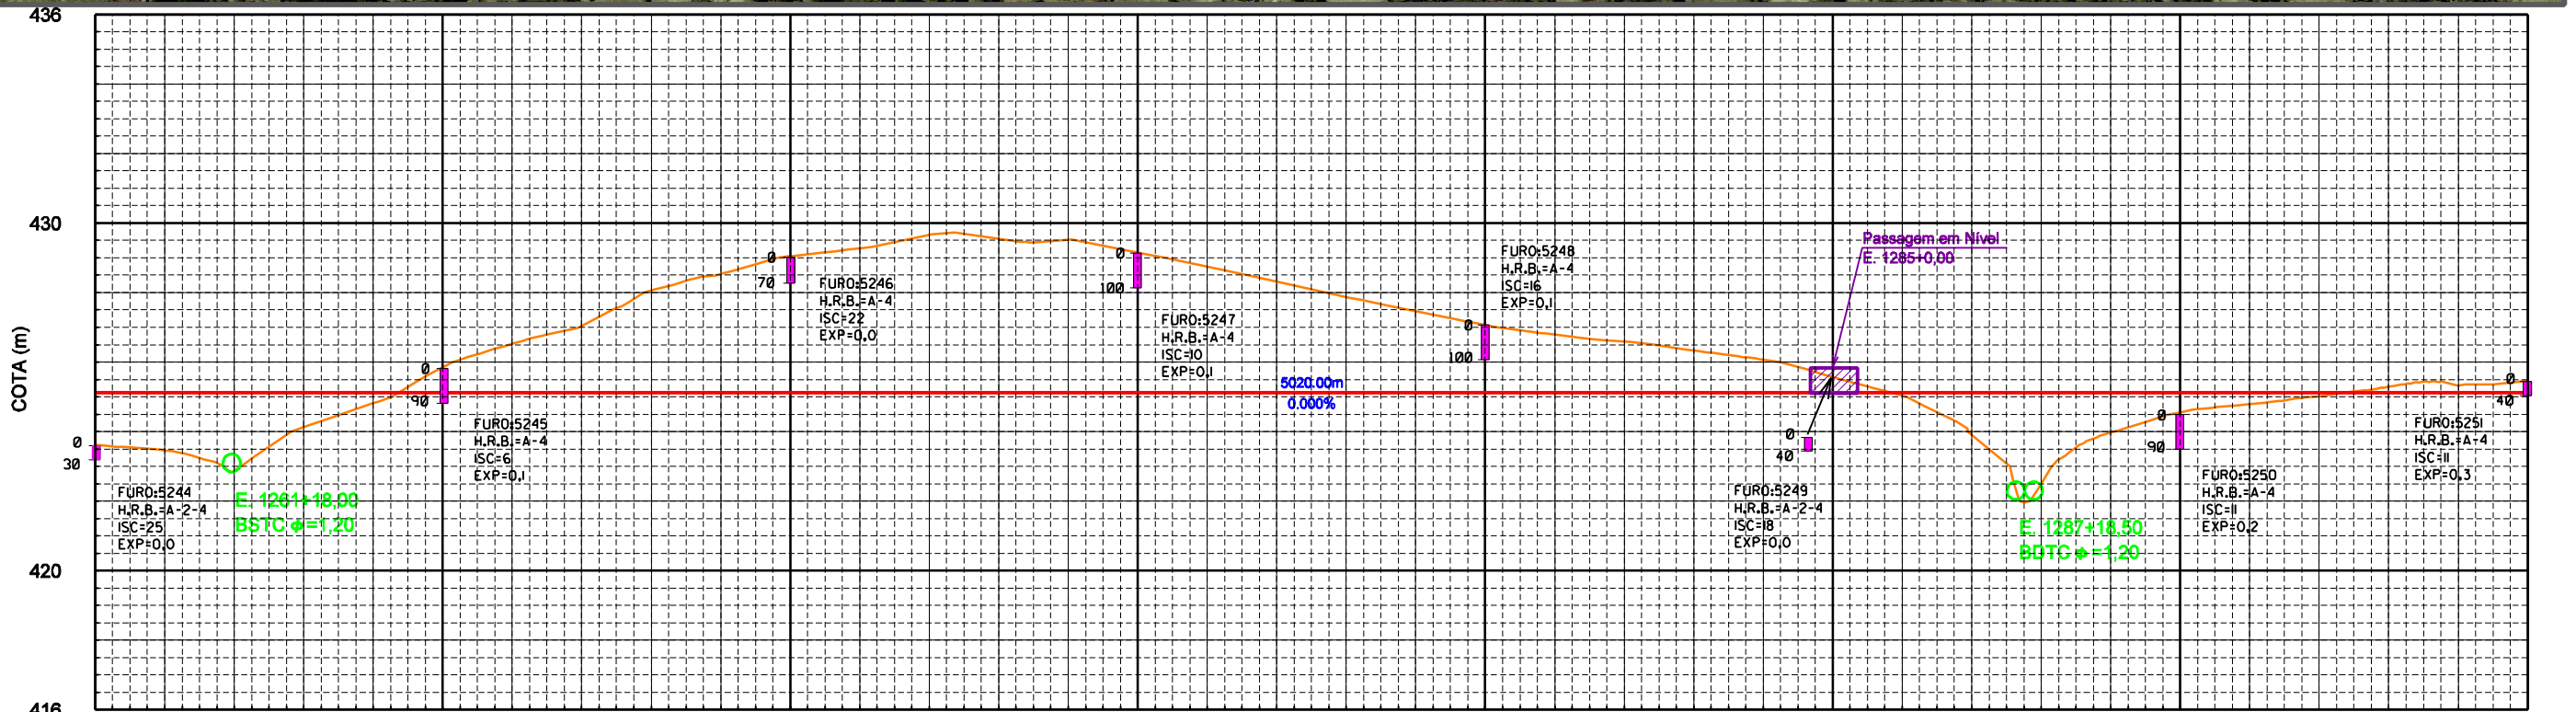 436
430
COTA (m)
420
416
0
30
FURO:5244
H.R.B.=A-2-4
ISC=25
EXP=0.0
E. 1261+18,00
BSTC ϕ=1,20
0
90
FURO:5245
H.R.B.=A-4
ISC=6
EXP=0.1
0
70
FURO:5246
H.R.B.=A-4
ISC=22
EXP=0.0
0
100
FURO:5247
H.R.B.=A-4
ISC=10
EXP=0.1
5020.00m
0.000%
0
100
FURO:5248
H.R.B.=A-4
ISC=16
EXP=0.1
Passagem em Nível
E. 1285+0,00
0
40
FURO:5249
H.R.B.=A-2-4
ISC=18
EXP=0.0
E. 1287+18,50
BDTC ϕ=1,20
0
90
FURO:5250
H.R.B.=A-4
ISC=11
EXP=0.2
0
40
FURO:5251
H.R.B.=A-4
ISC=11
EXP=0.3